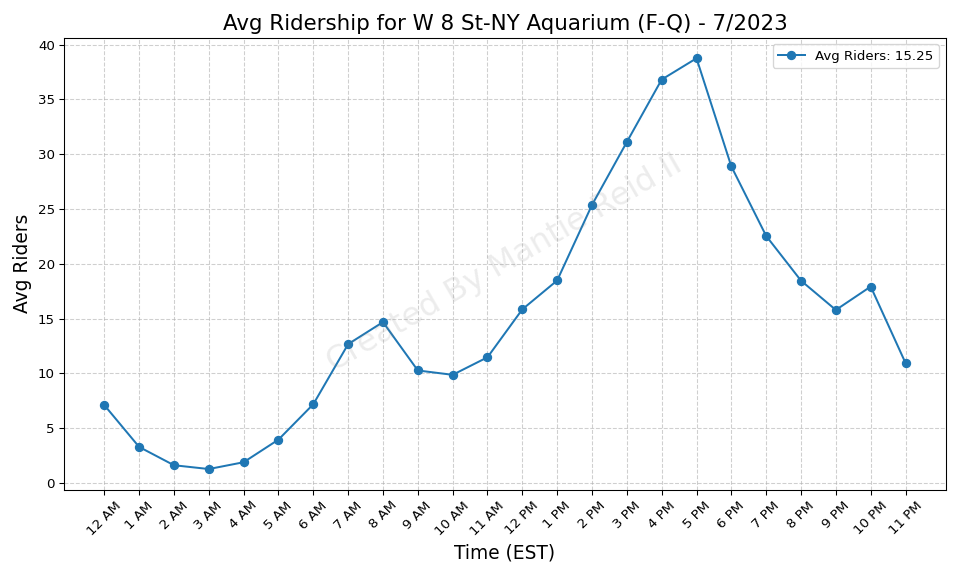 Avg Ridership for W 8 St-NY Aquarium (F-Q) - 7/2023
Avg Riders: 15.25
Avg Riders
40
35
30
25
20
15
10
5
0
Created By Mantle Reid II
12 AM
1 AM
2 AM
3 AM
4 AM
5 AM
6 AM
7 AM
8 AM
9 AM
10 AM
11 AM
12 PM
1 PM
2 PM
3 PM
4 PM
5 PM
6 PM
7 PM
8 PM
9 PM
10 PM
11 PM
Time (EST)